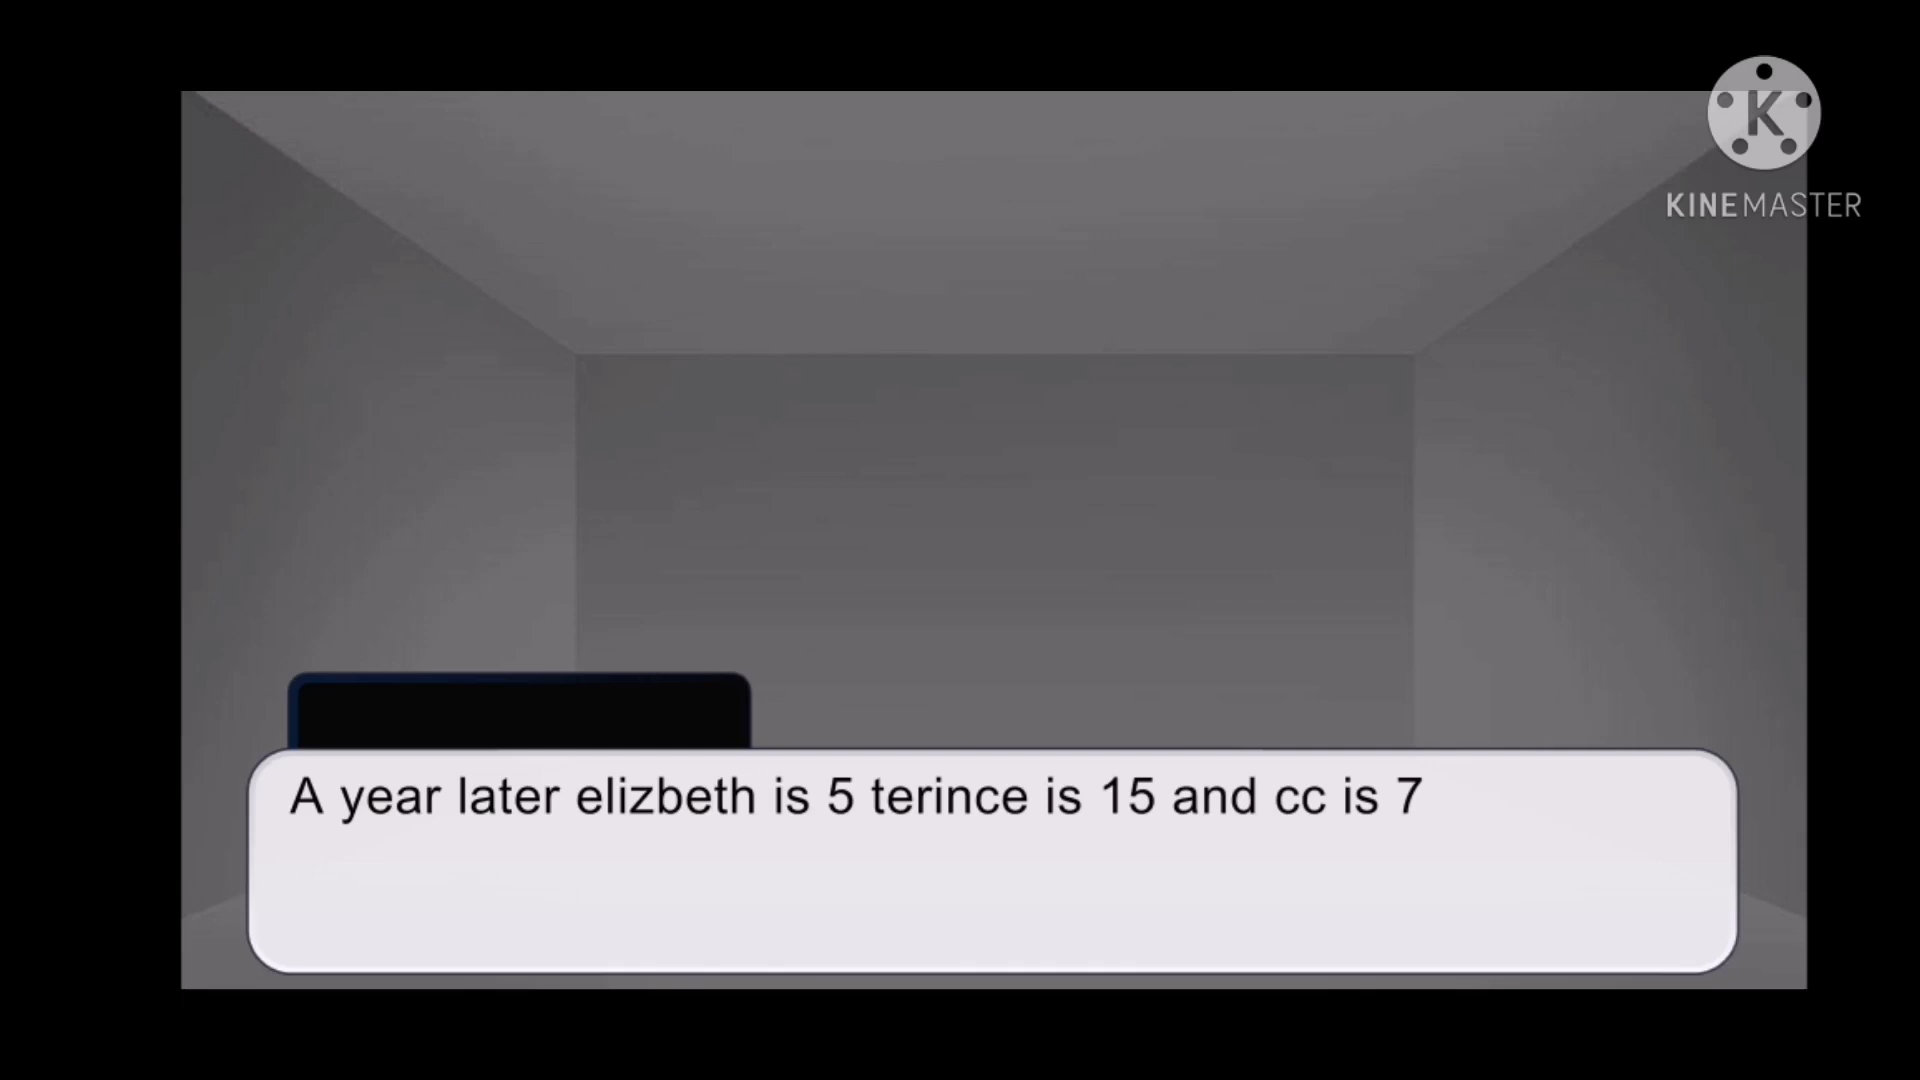 K
KINEMASTER
A year later elizbeth is 5 terince is 15 and cc is 7